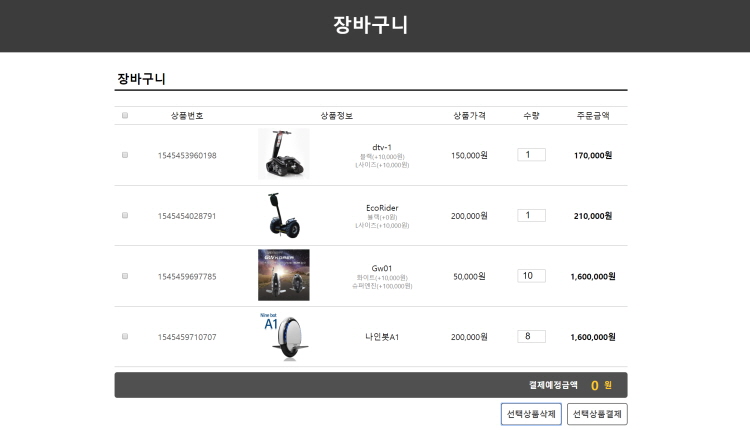 장바구니
장바구니
상품번호 상품정보 상품가격 수량 주문금액
1545453960198 dtv-1 150,000원 1 170,000원
블랙(+10,000원)
L사이즈(+10,000원)
1545454028791 EcoRider 200,000원 1 210,000원
블랙(+0원)
L사이즈(+10,000원)
1545459697785 Gw01 50,000원 10 1,600,000원
화이트(+10,000원)
슈퍼엔진(+100,000원)
Nine bot
A1
1545459710707 나인봇A1 200,000원 8 1,600,000원
결제예정금액 0 원
선택상품삭제 선택상품결제